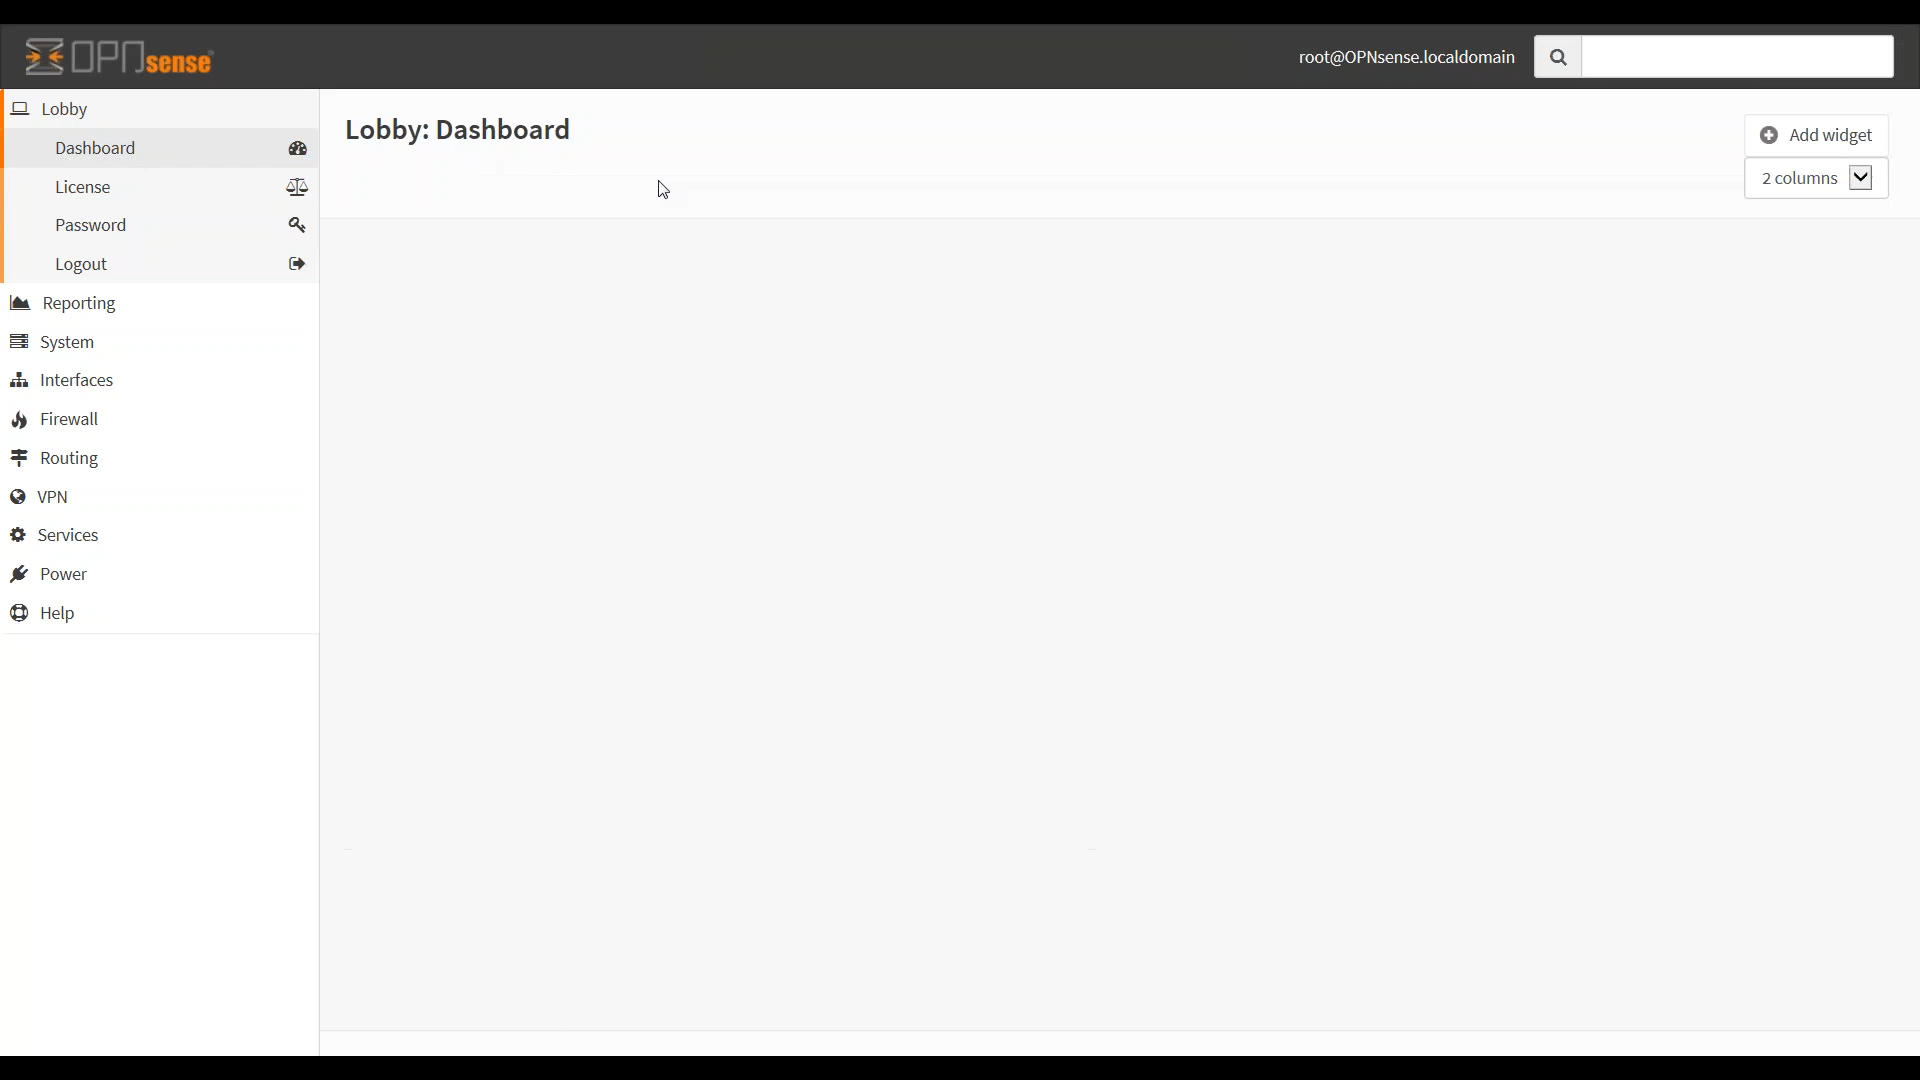 OPNsense
root@OPNsense.localdomain
Lobby
Dashboard
License
Password
Logout
Reporting
System
Interfaces
Firewall
Routing
VPN
Services
Power
Help
Lobby: Dashboard
Add widget
2 columns